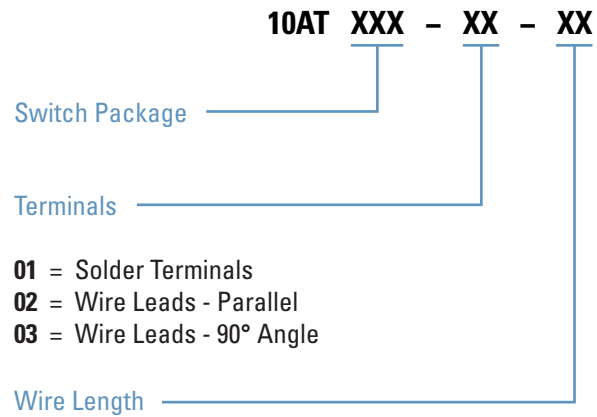 10AT XXX – XX – XX
Switch Package
Terminals
01 = Solder Terminals
02 = Wire Leads - Parallel
03 = Wire Leads - 90° Angle
Wire Length